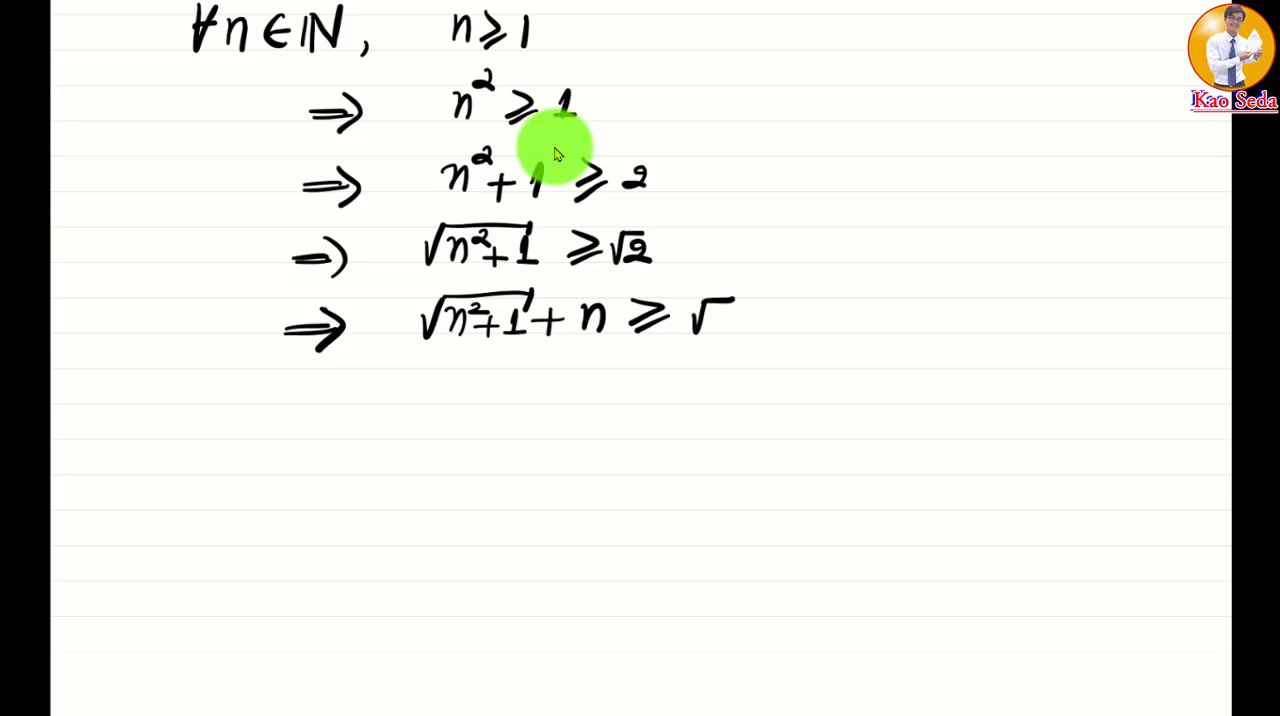 ∀n ∈ ℕ, n ⩾ 1
⇒ n² ⩾ 1
⇒ n² + 1 ⩾ 2
⇒ √(n²+1) ⩾ √2
⇒ √(n²+1) + n ⩾ √
Kao Seda